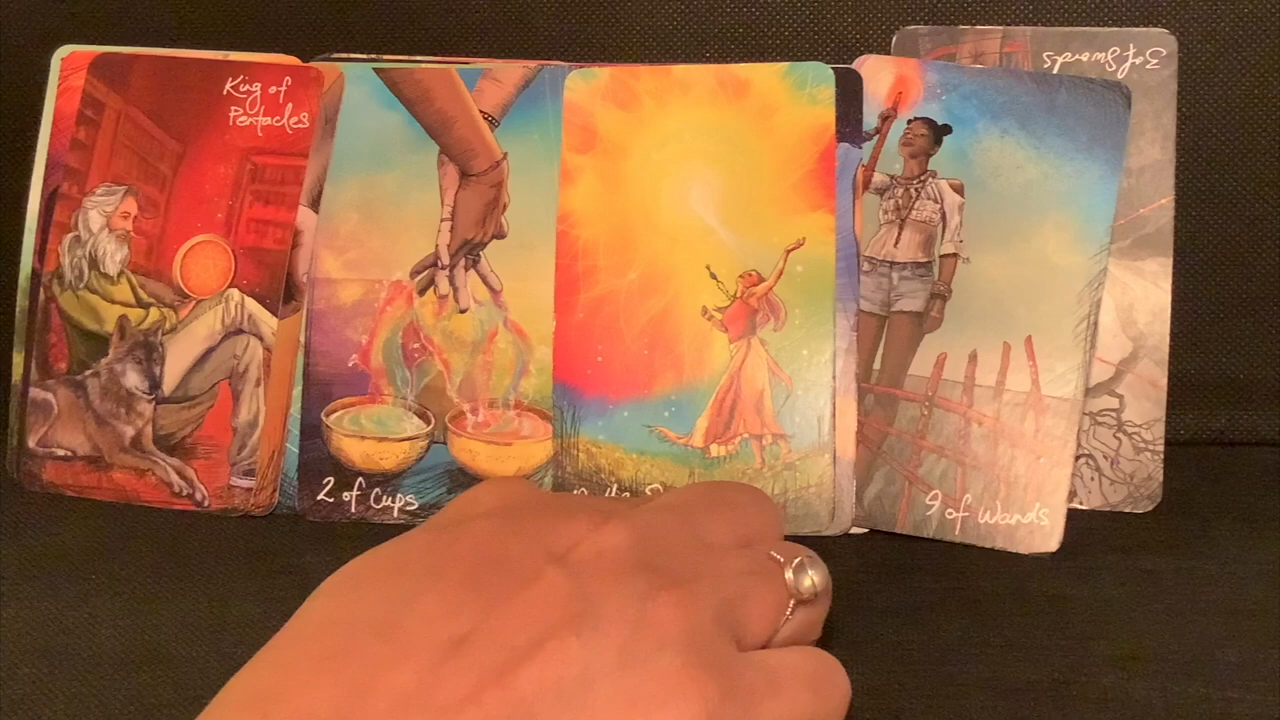 King of
Pentacles
3 of Swords
2 of Cups
9 of Wands